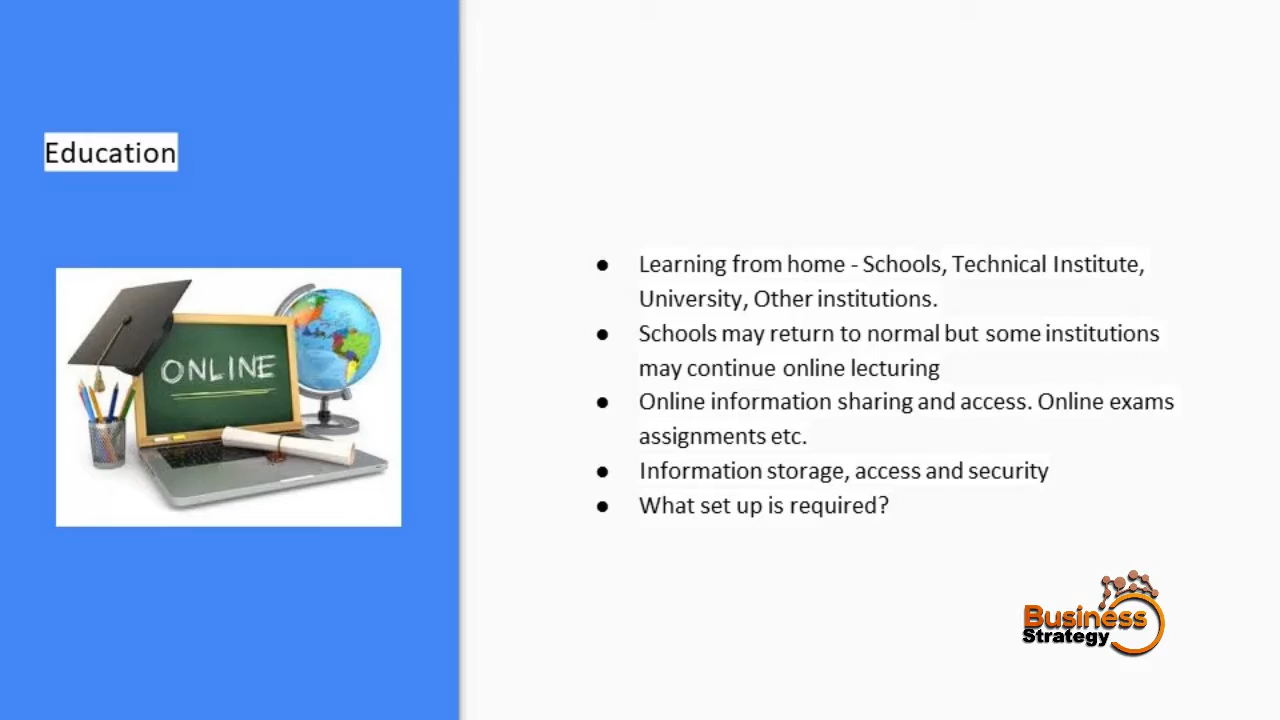 Education
ONLINE
● Learning from home - Schools, Technical Institute,
University, Other institutions.
● Schools may return to normal but some institutions
may continue online lecturing
● Online information sharing and access. Online exams
assignments etc.
● Information storage, access and security
● What set up is required?
Business
Strategy